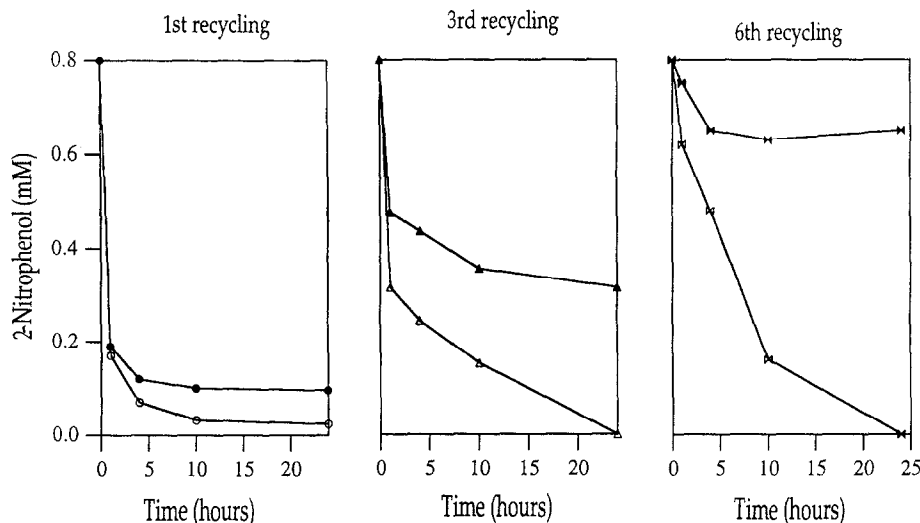 1st recycling
3rd recycling
6th recycling
2-Nitrophenol (mM)
0.8
0.6
0.4
0.2
0.0
0 5 10 15 20
0 5 10 15 20
0 5 10 15 20 25
Time (hours)
Time (hours)
Time (hours)